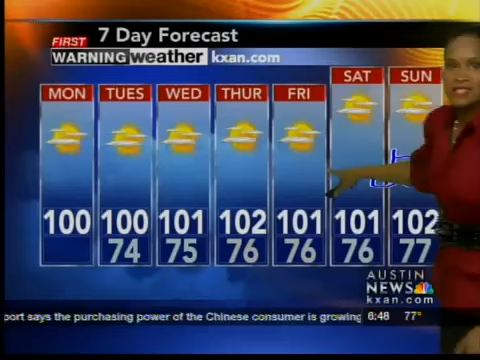 7 Day Forecast
FIRST
WARNING weather kxan.com
SAT SUN
MON TUES WED THUR FRI
100 100 101 102 101 101 102
74 75 76 76 76 77
AUSTIN
NEWS
kxan.com
port says the purchasing power of the Chinese consumer is growing 6:48 77°